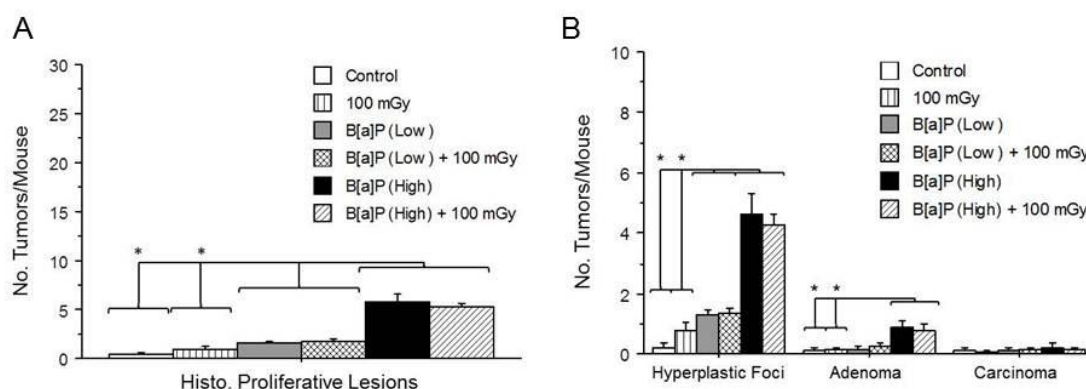 A
No. Tumors/Mouse
30
25
20
15
10
5
0
* *
Control
100 mGy
B[a]P (Low)
B[a]P (Low) + 100 mGy
B[a]P (High)
B[a]P (High) + 100 mGy
Histo. Proliferative Lesions
B
No. Tumors/Mouse
10
8
6
4
2
0
* *
* *
Control
100 mGy
B[a]P (Low)
B[a]P (Low) + 100 mGy
B[a]P (High)
B[a]P (High) + 100 mGy
Hyperplastic Foci Adenoma Carcinoma